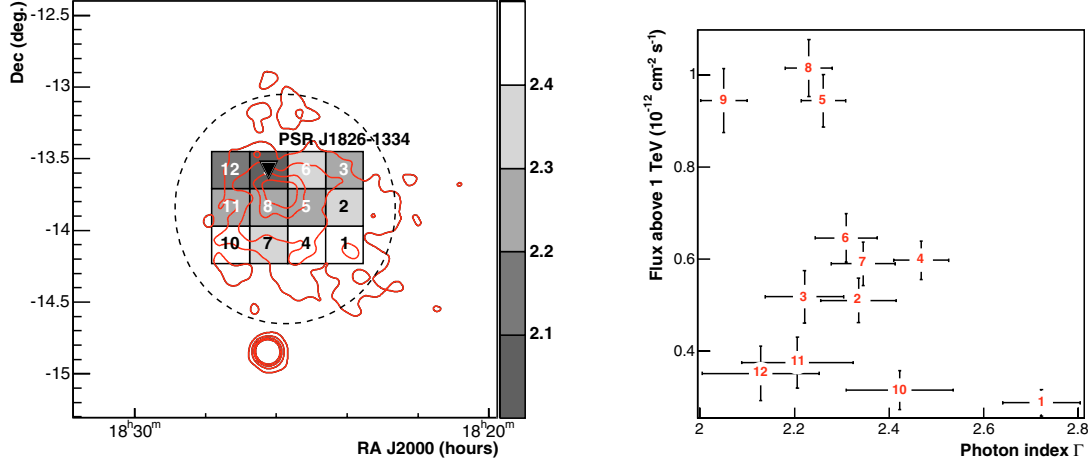 Dec (deg.)
-12.5
-13
-13.5
-14
-14.5
-15
PSR J1826-1334
12 6 3
11 8 5 2
10 7 4 1
18h30m 18h20m
RA J2000 (hours)
2.4
2.3
2.2
2.1
Flux above 1 TeV (10-12 cm-2 s-1)
1
0.8
0.6
0.4
8
9 5
6
7 4
3 2
11
12
10
1
2 2.2 2.4 2.6 2.8
Photon index Γ